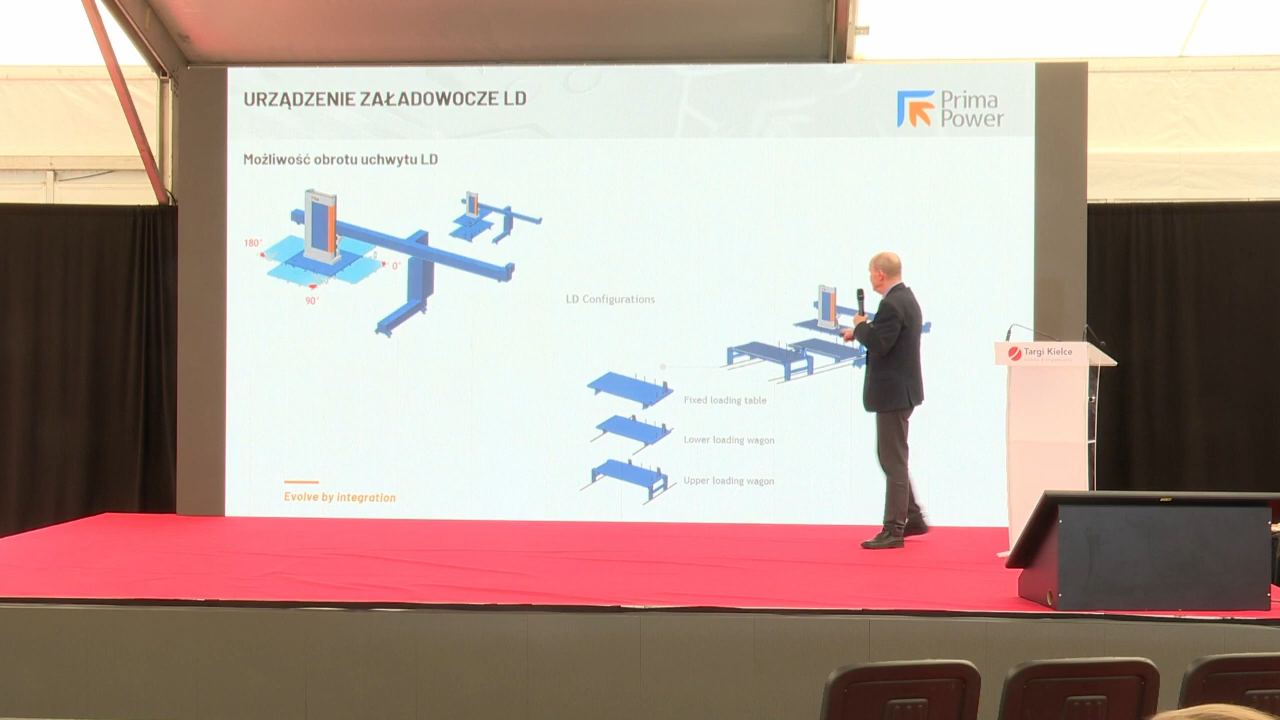 URZĄDZENIE ZAŁADOWOCZE LD
Prima
Power
Możliwość obrotu uchwytu LD
180°
0°
90°
LD Configurations
Fixed loading table
Lower loading wagon
Upper loading wagon
Evolve by integration
Targi Kielce